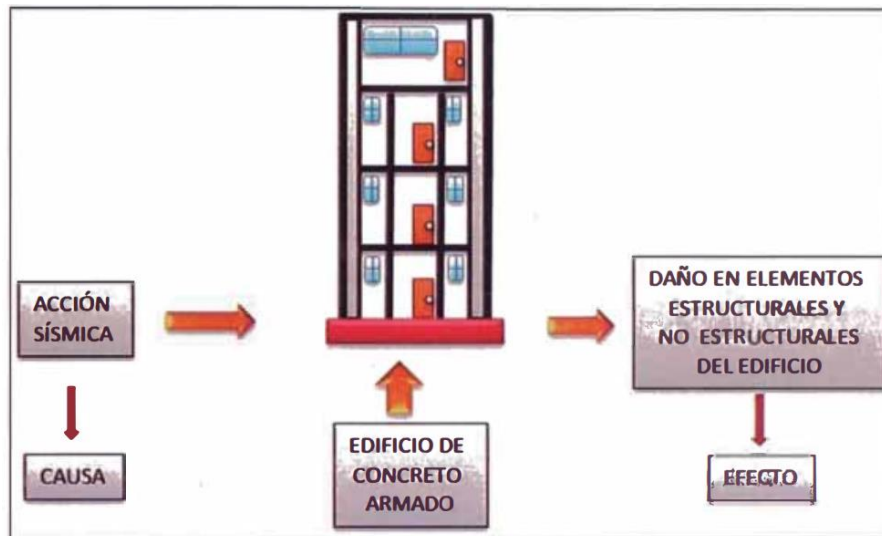 ACCIÓN
SÍSMICA
CAUSA
EDIFICIO DE
CONCRETO
ARMADO
DAÑO EN ELEMENTOS
ESTRUCTURALES Y
NO ESTRUCTURALES
DEL EDIFICIO
EFECTO